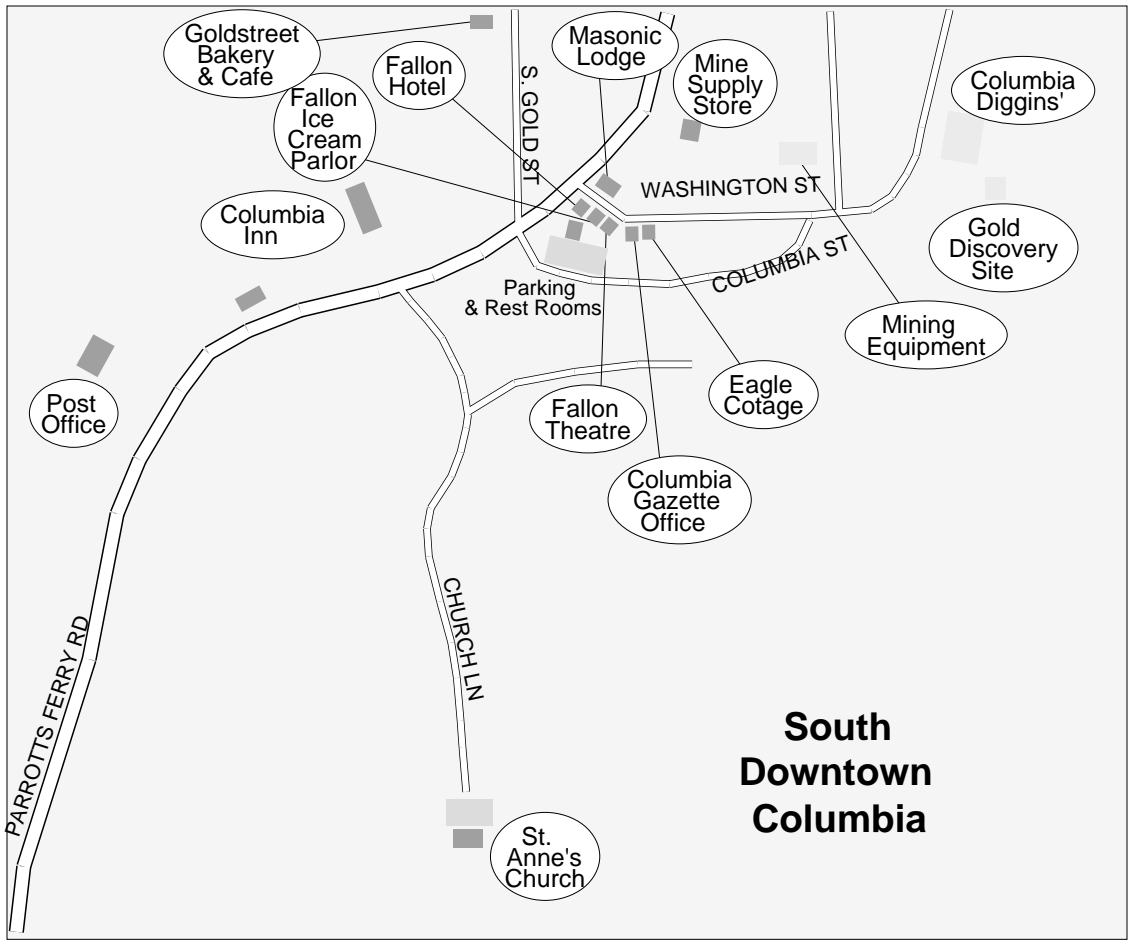 Goldstreet
Bakery
& Cafe
Fallon
Hotel
Masonic
Lodge
Mine
Supply
Store
Columbia
Diggins'
Fallon
Ice
Cream
Parlor
S. GOLD ST
WASHINGTON ST
Columbia
Inn
Gold
Discovery
Site
COLUMBIA ST
Parking
& Rest Rooms
Mining
Equipment
Post
Office
Eagle
Cotage
Fallon
Theatre
Columbia
Gazette
Office
CHURCH LN
PARROTTS FERRY RD
South
Downtown
Columbia
St.
Anne's
Church